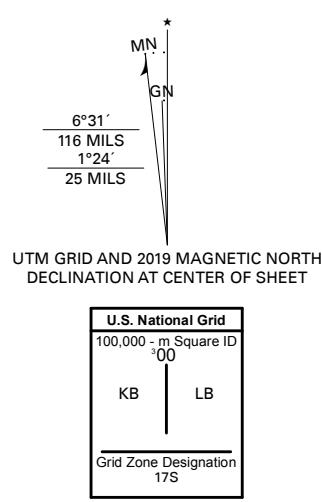 MN
GN
6°31´
116 MILS
1°24´
25 MILS
UTM GRID AND 2019 MAGNETIC NORTH
DECLINATION AT CENTER OF SHEET
U.S. National Grid
100,000 - m Square ID
³00
KB LB
Grid Zone Designation
17S